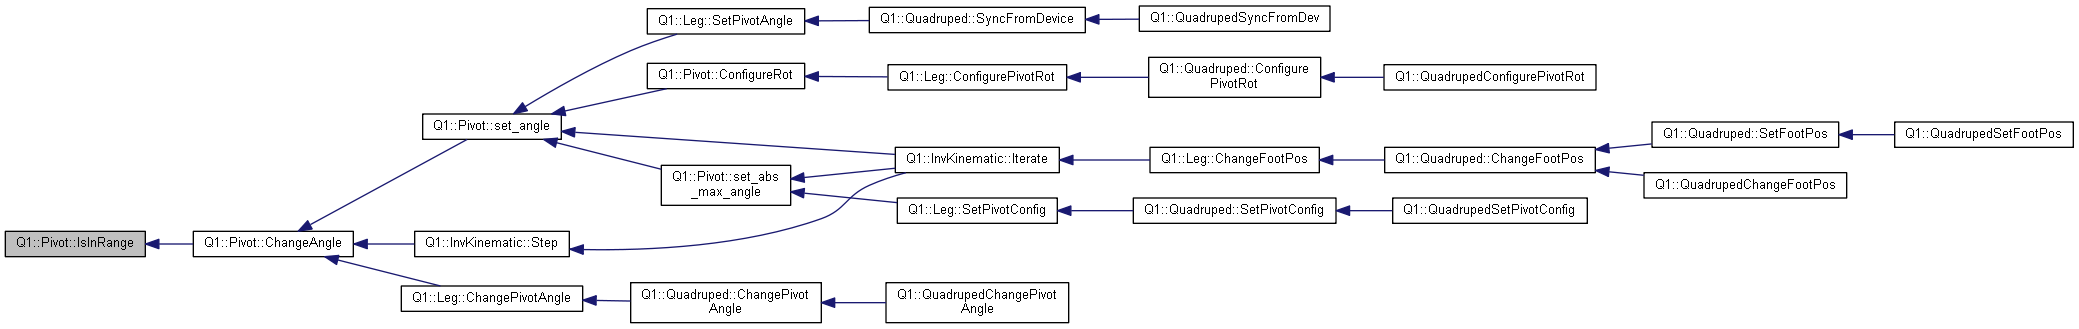 Q1::Leg::SetPivotAngle
Q1::Quadruped::SyncFromDevice
Q1::QuadrupedSyncFromDev
Q1::Pivot::ConfigureRot
Q1::Leg::ConfigurePivotRot
Q1::Quadruped::Configure
PivotRot
Q1::QuadrupedConfigurePivotRot
Q1::Pivot::set_angle
Q1::InvKinematic::Iterate
Q1::Leg::ChangeFootPos
Q1::Quadruped::ChangeFootPos
Q1::Quadruped::SetFootPos
Q1::QuadrupedSetFootPos
Q1::QuadrupedChangeFootPos
Q1::Pivot::set_abs
_max_angle
Q1::Leg::SetPivotConfig
Q1::Quadruped::SetPivotConfig
Q1::QuadrupedSetPivotConfig
Q1::Pivot::IsInRange
Q1::Pivot::ChangeAngle
Q1::InvKinematic::Step
Q1::Leg::ChangePivotAngle
Q1::Quadruped::ChangePivot
Angle
Q1::QuadrupedChangePivot
Angle